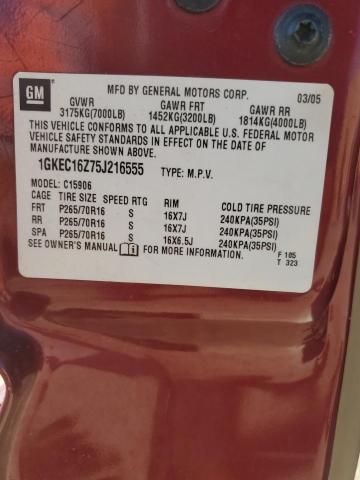 GM
MFD BY GENERAL MOTORS CORP. 03/05
GVWR GAWR FRT GAWR RR
3175KG(7000LB) 1452KG(3200LB) 1814KG(4000LB)
THIS VEHICLE CONFORMS TO ALL APPLICABLE U.S. FEDERAL MOTOR
VEHICLE SAFETY STANDARDS IN EFFECT ON THE DATE OF
MANUFACTURE SHOWN ABOVE.
1GKEC16Z75J216555 TYPE: M.P.V.
MODEL: C15906
CAGE TIRE SIZE SPEED RTG RIM COLD TIRE PRESSURE
FRT P265/70R16 S 16X7J 240KPA(35PSI)
RR P265/70R16 S 16X7J 240KPA(35PSI)
SPA P265/70R16 S 16X6.5J 240KPA(35PSI)
SEE OWNER'S MANUAL FOR MORE INFORMATION. F 105
T 323